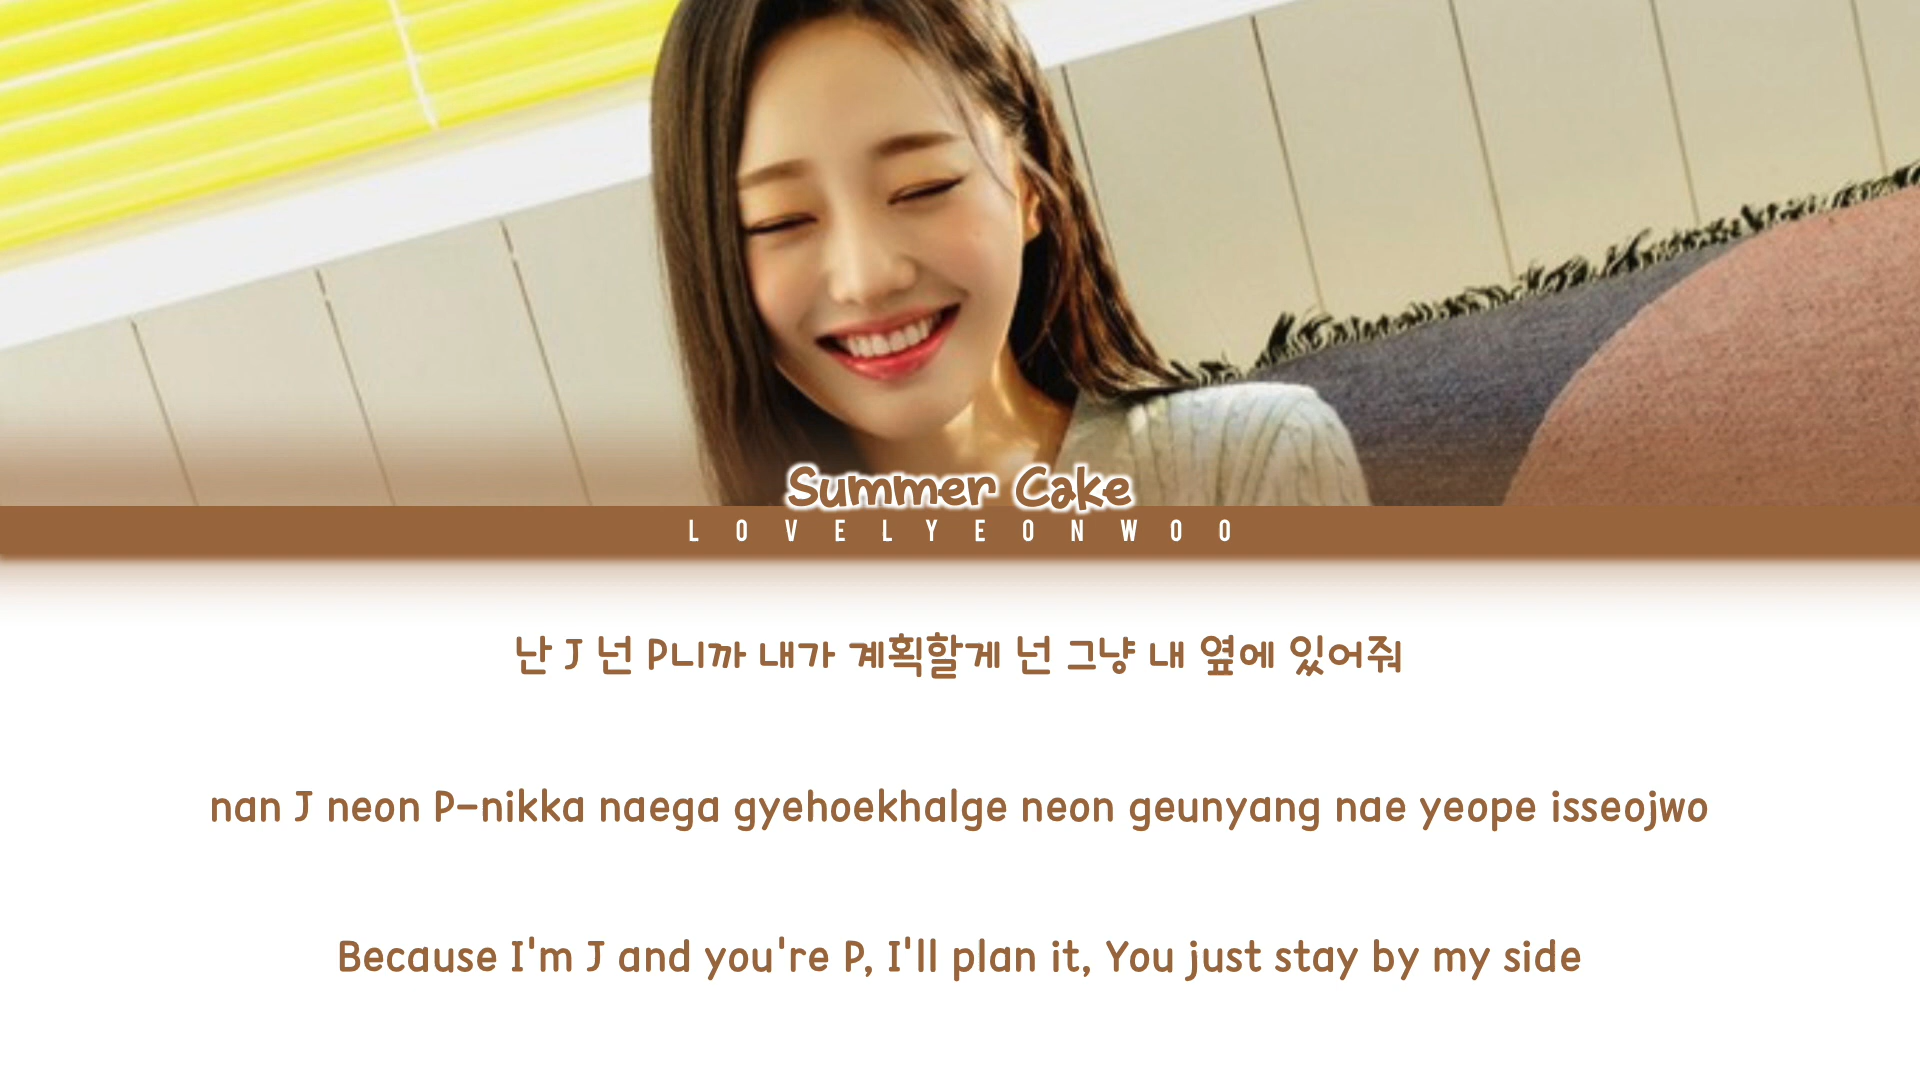 Summer Cake
LOVELYEONWOO
난 J 넌 P니까 내가 계획할게 넌 그냥 내 옆에 있어줘
nan J neon P-nikka naega gyehoekhalge neon geunyang nae yeope isseojwo
Because I'm J and you're P, I'll plan it, You just stay by my side